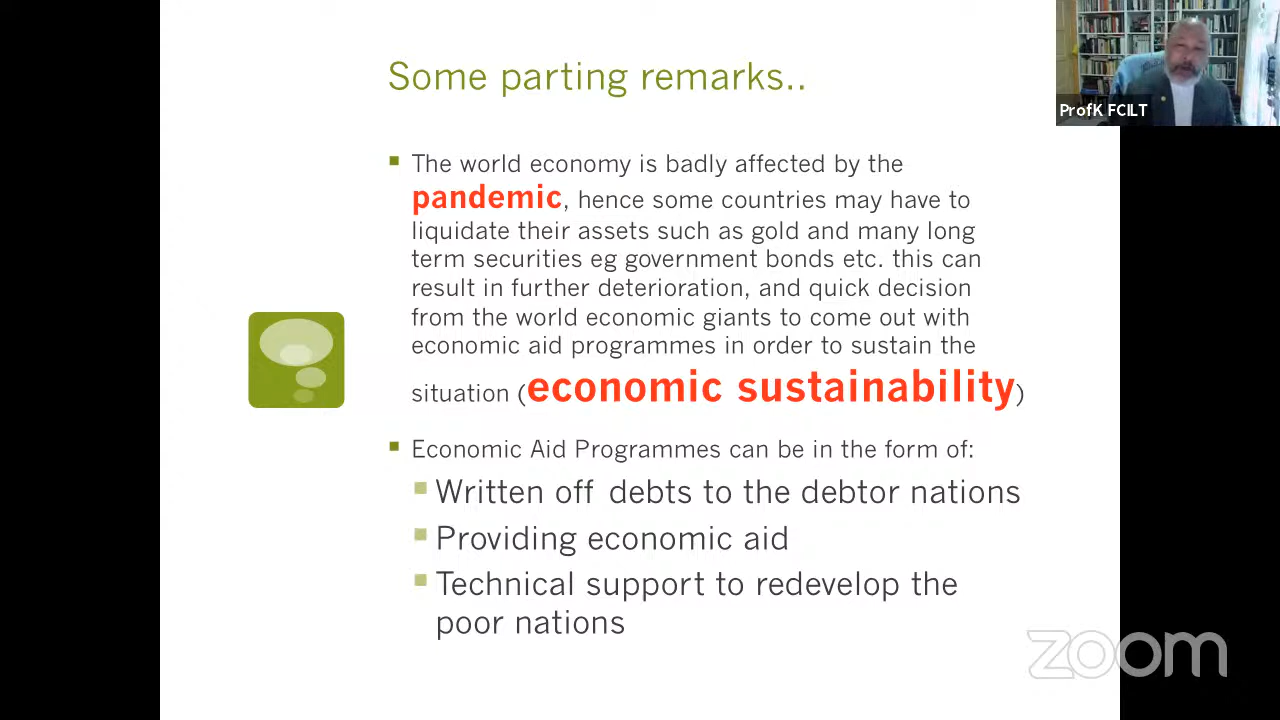 Some parting remarks..
ProfK FCILT
The world economy is badly affected by the
pandemic, hence some countries may have to
liquidate their assets such as gold and many long
term securities eg government bonds etc. this can
result in further deterioration, and quick decision
from the world economic giants to come out with
economic aid programmes in order to sustain the
situation (economic sustainability)
Economic Aid Programmes can be in the form of:
Written off debts to the debtor nations
Providing economic aid
Technical support to redevelop the
poor nations
zoom